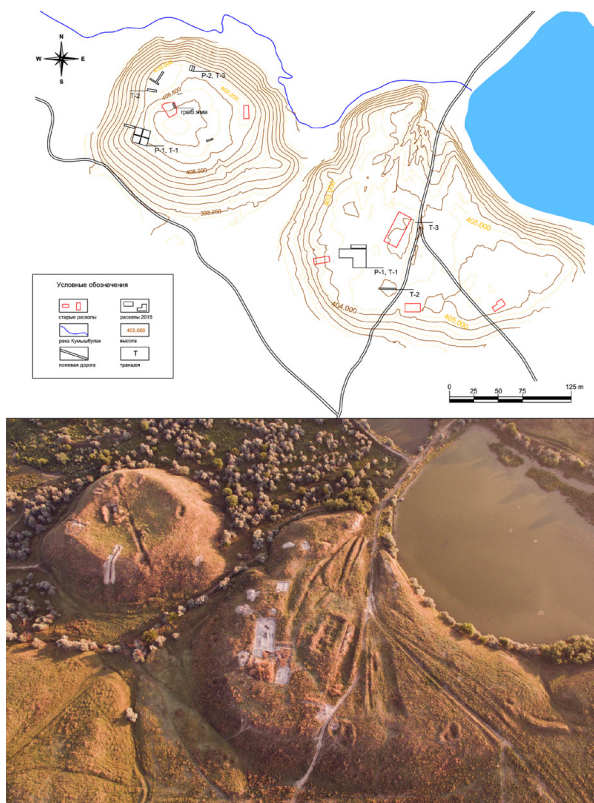 N
W E
S
P-2, T-3
T-2
граб.яма
P-1, T-1
T-3
405.000
P-1, T-1
T-2
404.000
405.000
Условные обозначения
старые раскопы
раскопы 2015
река Кумышбулак
405.000
высота
полевая дорога
T
траншея
0 25 50 75 125 m